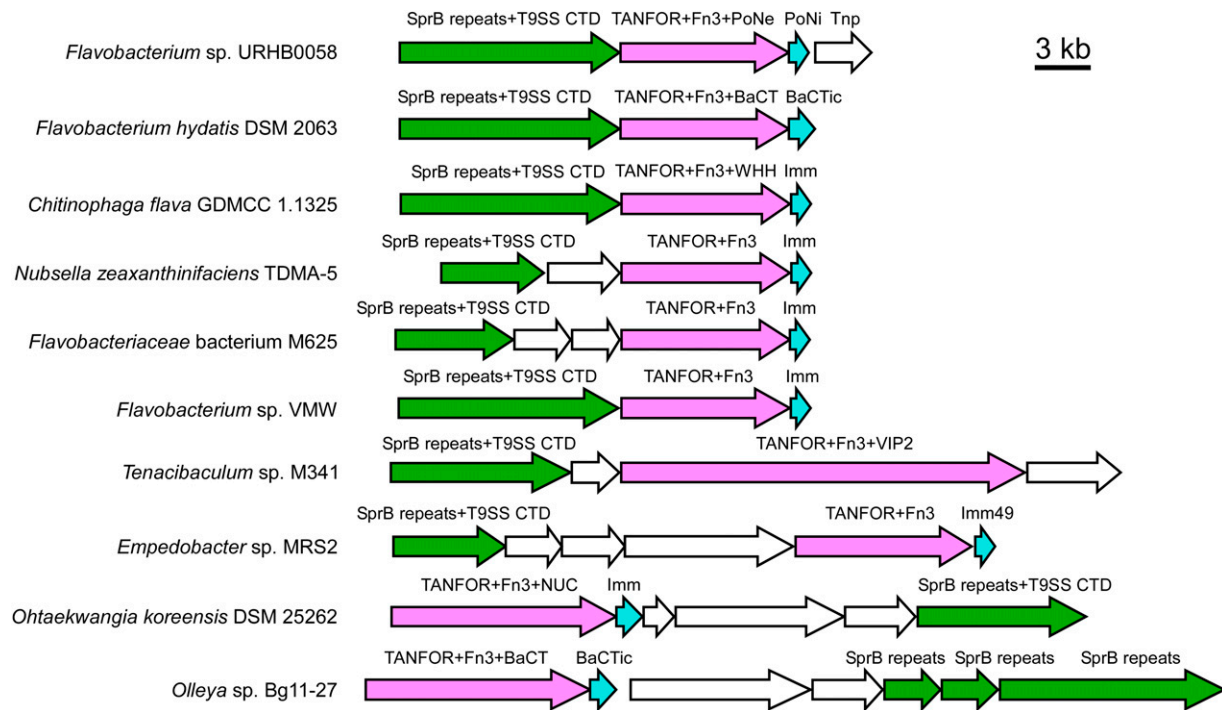 SprB repeats+T9SS CTD TANFOR+Fn3+PoNe PoNi Tnp
Flavobacterium sp. URHB0058
3 kb
SprB repeats+T9SS CTD TANFOR+Fn3+BaCT BaCTic
Flavobacterium hydatis DSM 2063
SprB repeats+T9SS CTD TANFOR+Fn3+WHH Imm
Chitinophaga flava GDMCC 1.1325
SprB repeats+T9SS CTD TANFOR+Fn3 Imm
Nubsella zeaxanthinifaciens TDMA-5
SprB repeats+T9SS CTD TANFOR+Fn3 Imm
Flavobacteriaceae bacterium M625
SprB repeats+T9SS CTD TANFOR+Fn3 Imm
Flavobacterium sp. VMW
SprB repeats+T9SS CTD TANFOR+Fn3+VIP2
Tenacibaculum sp. M341
SprB repeats+T9SS CTD TANFOR+Fn3 Imm49
Empedobacter sp. MRS2
TANFOR+Fn3+NUC Imm SprB repeats+T9SS CTD
Ohtaekwangia koreensis DSM 25262
TANFOR+Fn3+BaCT BaCTic SprB repeats SprB repeats SprB repeats
Olleya sp. Bg11-27